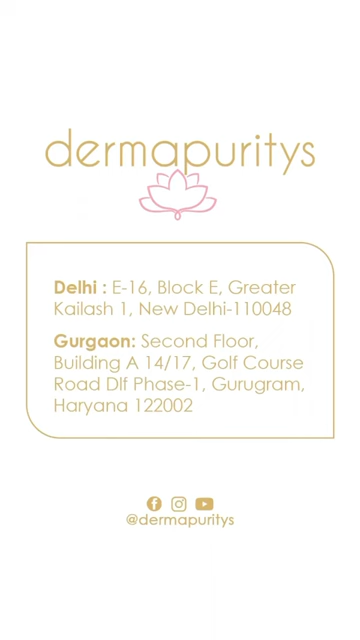 dermapuritys
Delhi : E-16, Block E, Greater
Kailash 1, New Delhi-110048
Gurgaon: Second Floor,
Building A 14/17, Golf Course
Road Dlf Phase-1, Gurugram,
Haryana 122002
@dermapuritys